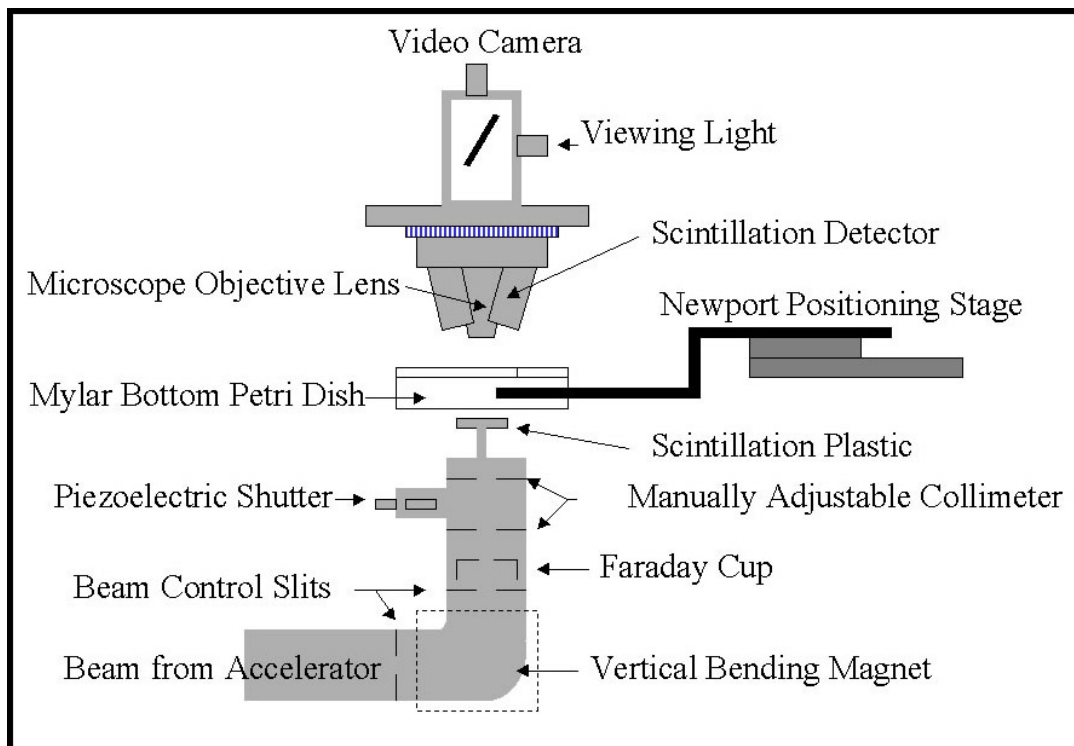 Video Camera
Viewing Light
Scintillation Detector
Microscope Objective Lens
Newport Positioning Stage
Mylar Bottom Petri Dish
Scintillation Plastic
Piezoelectric Shutter
Manually Adjustable Collimeter
Faraday Cup
Beam Control Slits
Beam from Accelerator
Vertical Bending Magnet